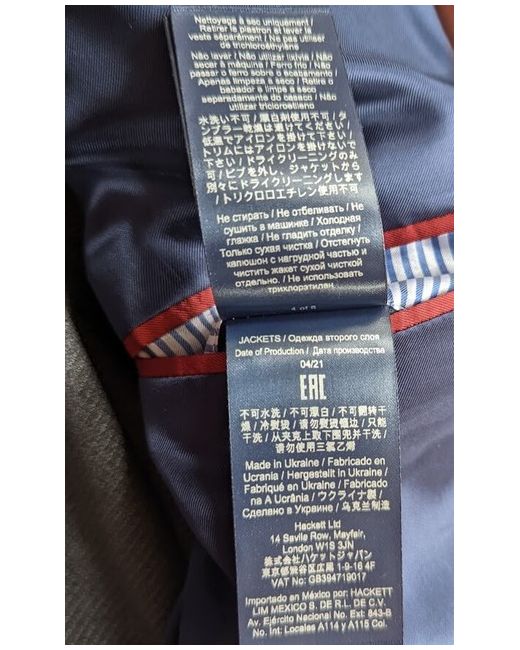 Nettoyage à sec uniquement/
Retirer le plastron et laver la
veste séparément / Ne pas utiliser
de trichloroéthylène
Não lavar / Não utilizar lixívia / Não
secar à máquina / Ferro frio / Não
passar o ferro sobre o acabamento /
Apenas limpeza a seco / Retire o
babador e limpe a seco
separadamente do casaco / Não
utilizar tricloroetileno
水洗い不可 / 漂白剤使用不可 / タ
ンブラー乾燥は避けてください/
低温でアイロンを掛けて下さい /
トリムにはアイロンを掛けないで
下さい / ドライクリーニングのみ
可 / ビブを外し、ジャケットから
別々にドライクリーニングします
/ トリクロロエチレン使用不可
Не стирать / Не отбеливать / Не
сушить в машинке / Холодная
глажка / Не гладить отделку /
Только сухая чистка / Отстегнуть
капюшон с нагрудной частью и
чистить жакет сухой чисткой
отдельно. / Не использовать
трихлорэтилен
4 of 8
JACKETS / Одежда второго слоя
Date of Production / Дата производства
04/21
EAC
不可水洗 / 不可漂白 / 不可翻转干
燥 / 冷熨烫 / 请勿熨烫镶边 / 只能
干洗 / 从夹克上取下围兜并干洗 /
请勿使用三氯乙烯
Made in Ukraine / Fabricado en
Ucrania / Hergestellt in Ukraine /
Fabriqué en Ukraine / Fabricado
na A Ucrânia / ウクライナ製 /
Сделано в Украине / 乌克兰制造
Hackett Ltd
14 Savile Row, Mayfair,
London W1S 3JN
株式会社ハケットジャパン
東京都渋谷区神宮前 1-9-16 4F
VAT No: GB394719017
Importado en México por: HACKETT
LIM MEXICO S. DE R.L. DE C.V.
Av. Ejército Nacional No. Ext: 843-B
No. Int: Locales A114 y A115 Col.